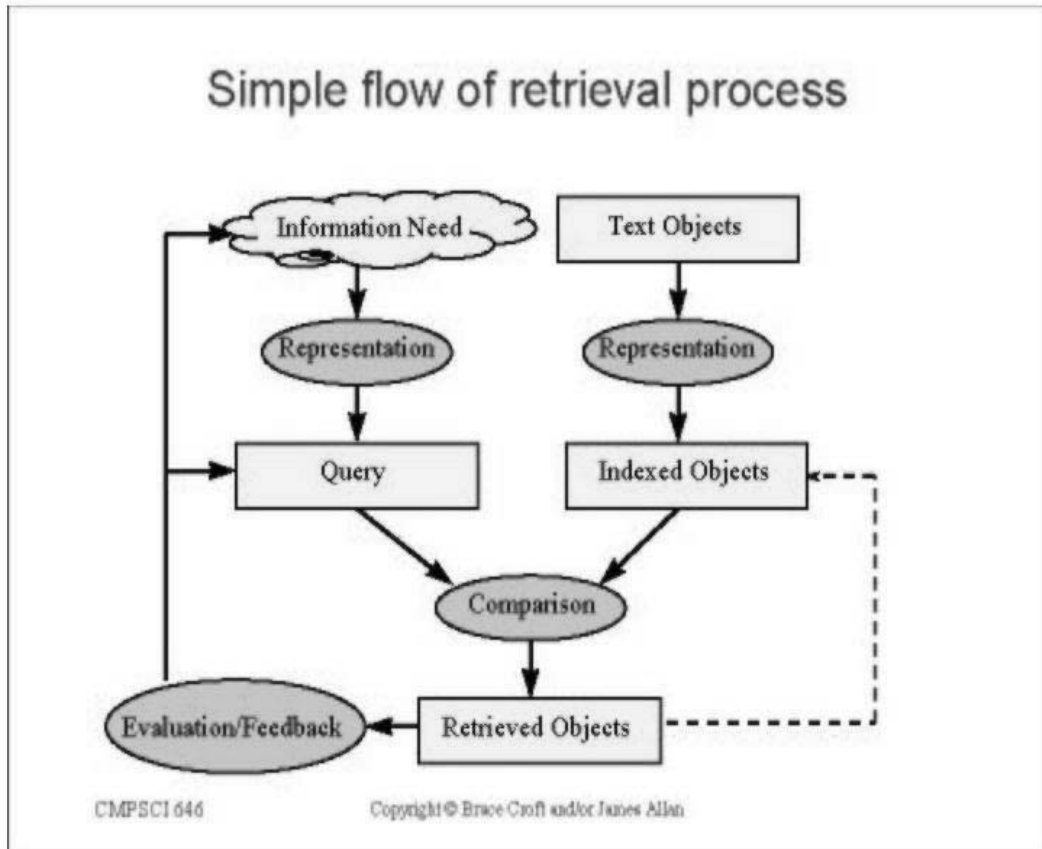 Simple flow of retrieval process
Information Need
Text Objects
Representation
Representation
Query
Indexed Objects
Comparison
Evaluation/Feedback
Retrieved Objects
CMPSCI 646
Copyright © Bruce Croft and/or James Allan